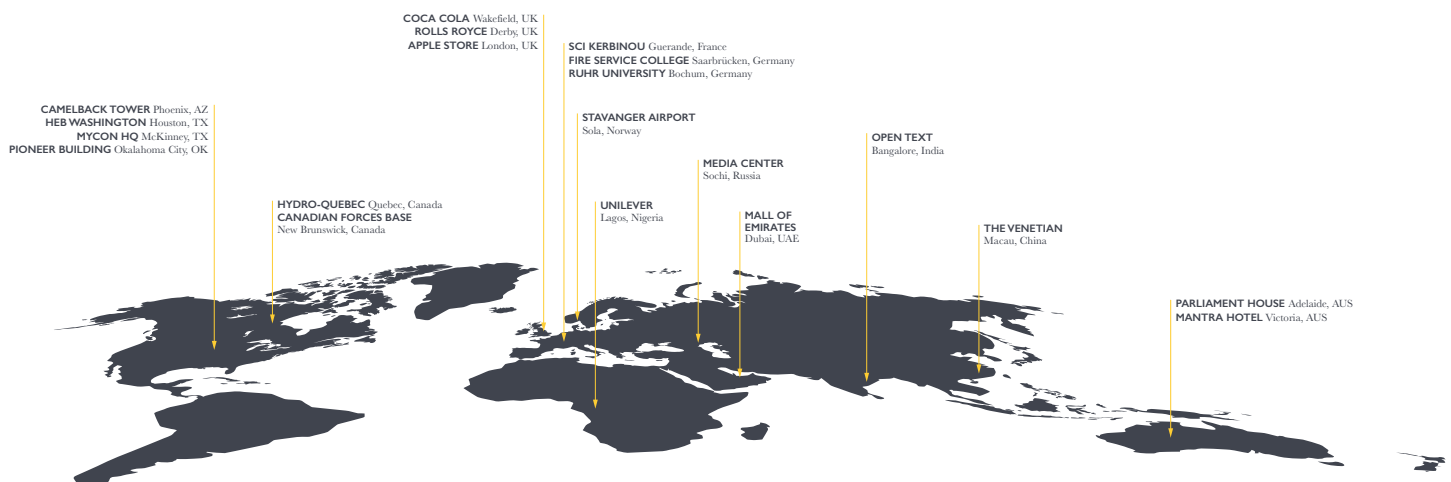 COCA COLA Wakefield, UK
ROLLS ROYCE Derby, UK
APPLE STORE London, UK
SCI KERBINOU Guerande, France
FIRE SERVICE COLLEGE Saarbrücken, Germany
RUHR UNIVERSITY Bochum, Germany
CAMELBACK TOWER Phoenix, AZ
HEB WASHINGTON Houston, TX
MYCON HQ McKinney, TX
PIONEER BUILDING Okalahoma City, OK
STAVANGER AIRPORT
Sola, Norway
OPEN TEXT
Bangalore, India
MEDIA CENTER
Sochi, Russia
HYDRO-QUEBEC Quebec, Canada
CANADIAN FORCES BASE
New Brunswick, Canada
UNILEVER
Lagos, Nigeria
MALL OF
EMIRATES
Dubai, UAE
THE VENETIAN
Macau, China
PARLIAMENT HOUSE Adelaide, AUS
MANTRA HOTEL Victoria, AUS